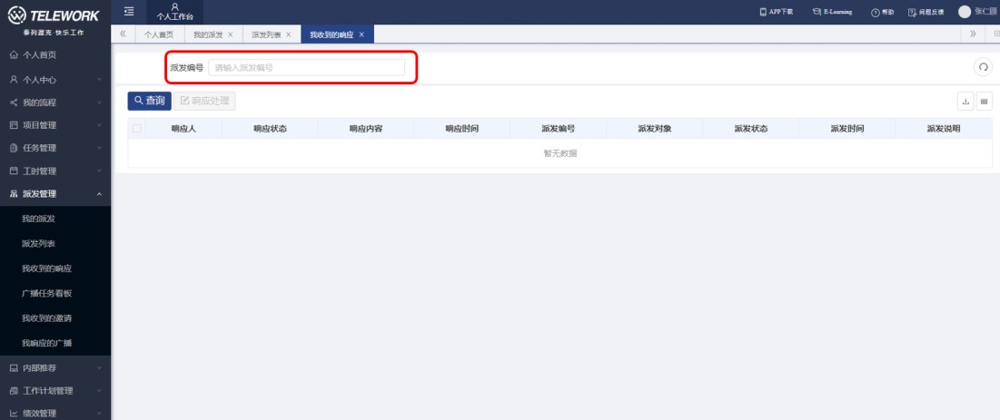 TELEWORK
泰列渥克·快乐工作
个人工作台
APP下载 E-Learning 帮助 问题反馈 张仁顾
个人首页 我的派发 × 派发列表 × 我收到的响应 ×
派发编号 请输入派发编号
查询 响应处理
响应人 响应状态 响应内容 响应时间 派发编号 派发对象 派发状态 派发时间 派发说明
暂无数据
个人首页
个人中心
我的流程
项目管理
任务管理
工时管理
派发管理
我的派发
派发列表
我收到的响应
广播任务看板
我收到的邀请
我响应的广播
内部推荐
工作计划管理
绩效管理